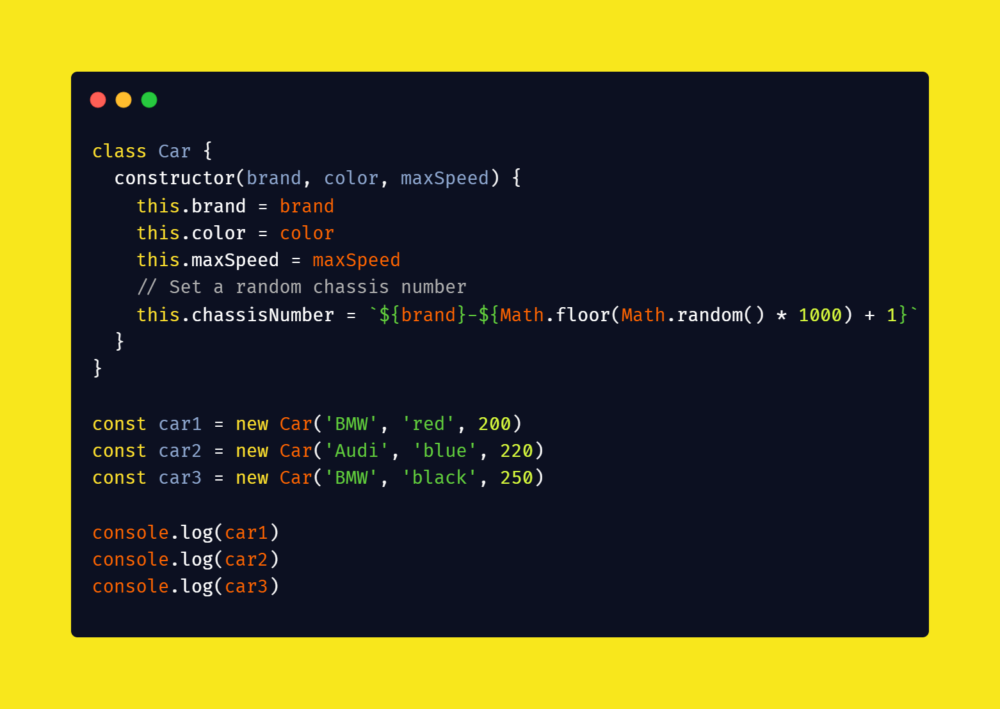 class Car {
  constructor(brand, color, maxSpeed) {
    this.brand = brand
    this.color = color
    this.maxSpeed = maxSpeed
    // Set a random chassis number
    this.chassisNumber = `${brand}-${Math.floor(Math.random() * 1000) + 1}`
  }
}

const car1 = new Car('BMW', 'red', 200)
const car2 = new Car('Audi', 'blue', 220)
const car3 = new Car('BMW', 'black', 250)

console.log(car1)
console.log(car2)
console.log(car3)